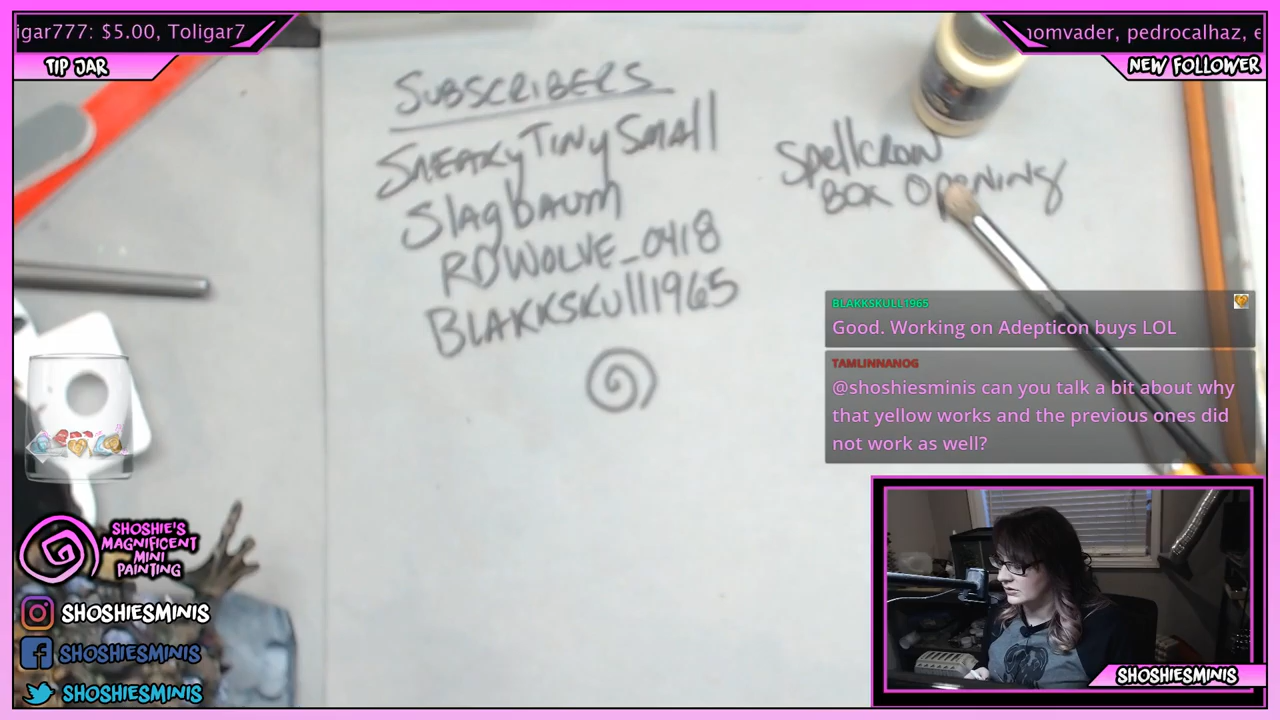 igar777: $5.00, Toligar7
TIP JAR
nomvader, pedrocalhaz, e
NEW FOLLOWER
SUBSCRIBERS
SNEAKyTINySMAll
Slagbaum
RDWOLVE_0418
BLAKKSKUll1965
Spellcrow
BOX OPENING
BLAKKSKULL1965
Good. Working on Adepticon buys LOL
TAMLINNANOG
@shoshiesminis can you talk a bit about why
that yellow works and the previous ones did
not work as well?
SHOSHIE'S
MAGNIFICENT
MINI
PAINTING
SHOSHIESMINIS
SHOSHIESMINIS
SHOSHIESMINIS
SHOSHIESMINIS